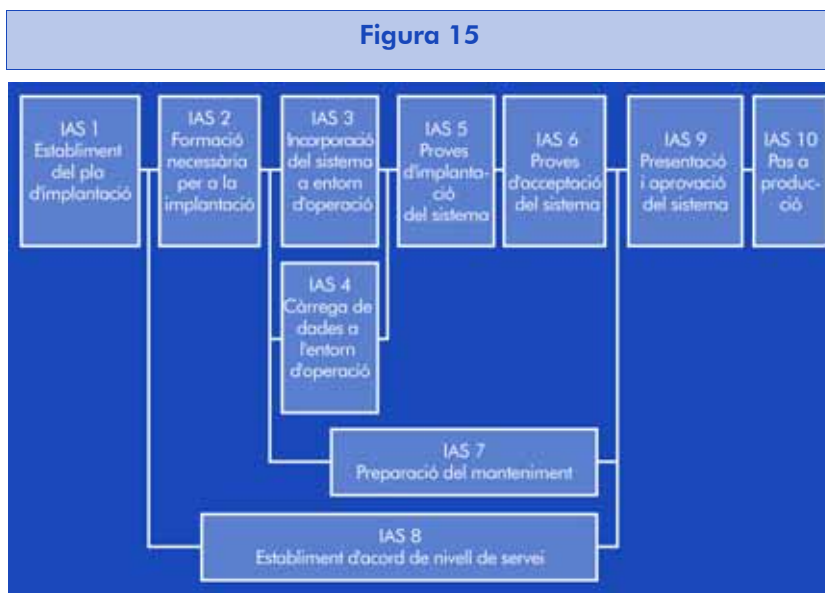 Figura 15
IAS 1
Establiment
del pla
d'implantació
IAS 2
Formació
necessària
per a la
implantació
IAS 3
Incorporació
del sistema
a entorn
d'operació
IAS 5
Proves
d'implanta-
ció
del sistema
IAS 6
Proves
d'acceptació
del sistema
IAS 9
Presentació
i aprovació
del sistema
IAS 10
Pas a
produc-
ció
IAS 4
Càrrega de
dades a
l'entorn
d'operació
IAS 7
Preparació del manteniment
IAS 8
Establiment d'acord de nivell de servei